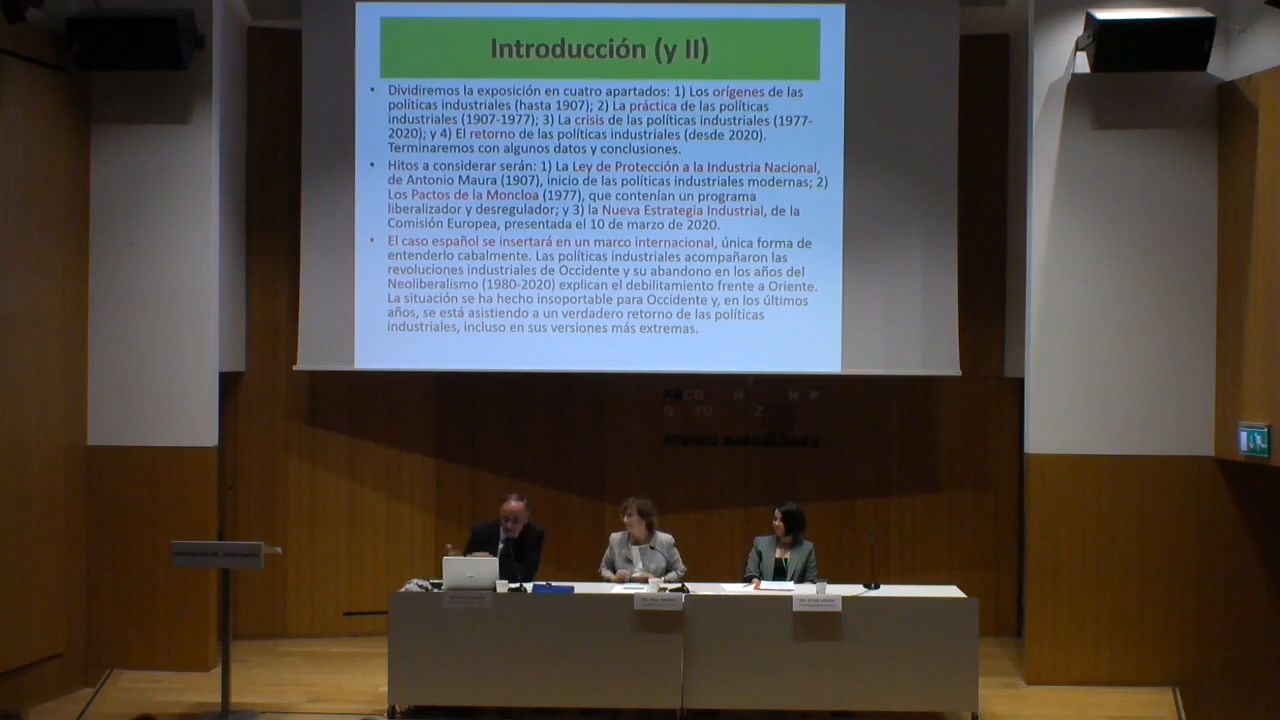 Introducción (y II)
• Dividiremos la exposición en cuatro apartados: 1) Los orígenes de las
políticas industriales (hasta 1907); 2) La práctica de las políticas
industriales (1907-1977); 3) La crisis de las políticas industriales (1977-
2020); y 4) El retorno de las políticas industriales (desde 2020).
Terminaremos con algunos datos y conclusiones.
• Hitos a considerar serán: 1) La Ley de Protección a la Industria Nacional,
de Antonio Maura (1907), inicio de las políticas industriales modernas; 2)
Los Pactos de la Moncloa (1977), que contenían un programa
liberalizador y desregulador; y 3) la Nueva Estrategia Industrial, de la
Comisión Europea, presentada el 10 de marzo de 2020.
• El caso español se insertará en un marco internacional, única forma de
entenderlo cabalmente. Las políticas industriales acompañaron las
revoluciones industriales de Occidente y su abandono en los años del
Neoliberalismo (1980-2020) explican el debilitamiento frente a Oriente.
La situación se ha hecho insoportable para Occidente y, en los últimos
años, se está asistiendo a un verdadero retorno de las políticas
industriales, incluso en sus versiones más extremas.
ABCD H N P
Q TU Z
ATENEU BARCELONÈS